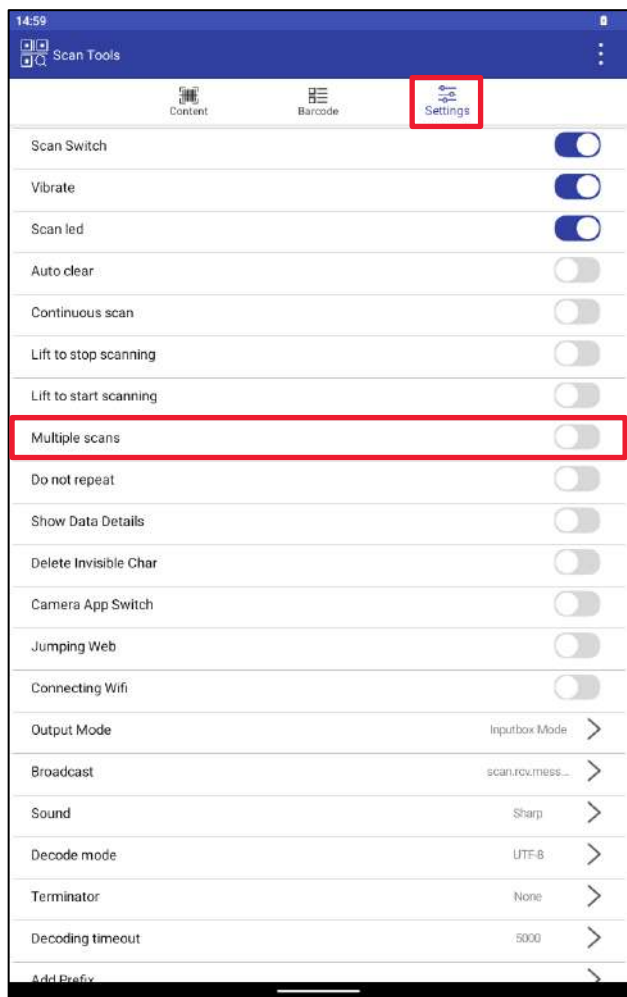 14:59
Scan Tools
Content Barcode Settings
Scan Switch
Vibrate
Scan led
Auto clear
Continuous scan
Lift to stop scanning
Lift to start scanning
Multiple scans
Do not repeat
Show Data Details
Delete Invisible Char
Camera App Switch
Jumping Web
Connecting Wifi
Output Mode Inputbox Mode
Broadcast scan.rcv.mess...
Sound Sharp
Decode mode UTF-8
Terminator None
Decoding timeout 5000
Add Prefix